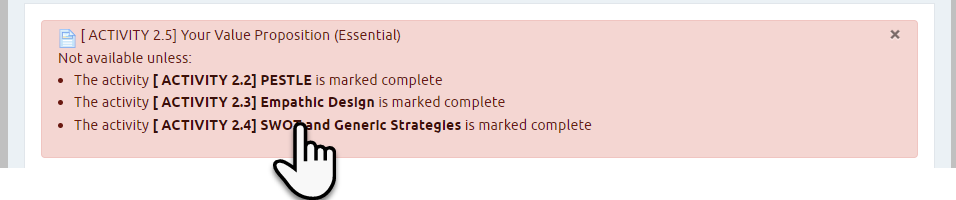 [ ACTIVITY 2.5] Your Value Proposition (Essential) ×
Not available unless:
• The activity [ ACTIVITY 2.2] PESTLE is marked complete
• The activity [ ACTIVITY 2.3] Empathic Design is marked complete
• The activity [ ACTIVITY 2.4] SWOT and Generic Strategies is marked complete